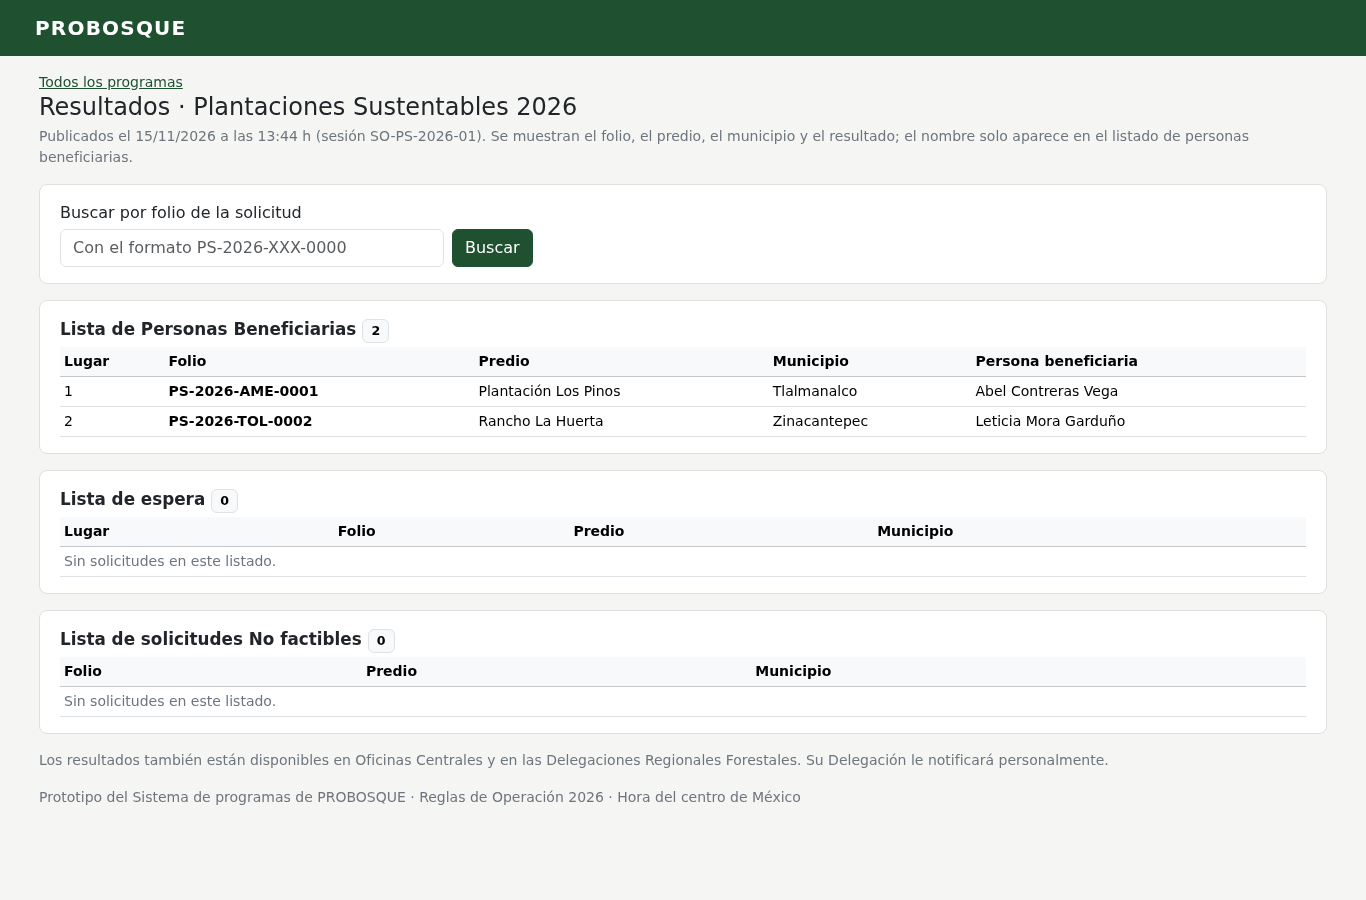 PROBOSQUE
Todos los programas
Resultados · Plantaciones Sustentables 2026
Publicados el 15/11/2026 a las 13:44 h (sesión SO-PS-2026-01). Se muestran el folio, el predio, el municipio y el resultado; el nombre solo aparece en el listado de personas
beneficiarias.
Buscar por folio de la solicitud
Con el formato PS-2026-XXX-0000 Buscar
Lista de Personas Beneficiarias 2
Lugar Folio Predio Municipio Persona beneficiaria
1 PS-2026-AME-0001 Plantación Los Pinos Tlalmanalco Abel Contreras Vega
2 PS-2026-TOL-0002 Rancho La Huerta Zinacantepec Leticia Mora Garduño
Lista de espera 0
Lugar Folio Predio Municipio
Sin solicitudes en este listado.
Lista de solicitudes No factibles 0
Folio Predio Municipio
Sin solicitudes en este listado.
Los resultados también están disponibles en Oficinas Centrales y en las Delegaciones Regionales Forestales. Su Delegación le notificará personalmente.
Prototipo del Sistema de programas de PROBOSQUE · Reglas de Operación 2026 · Hora del centro de México